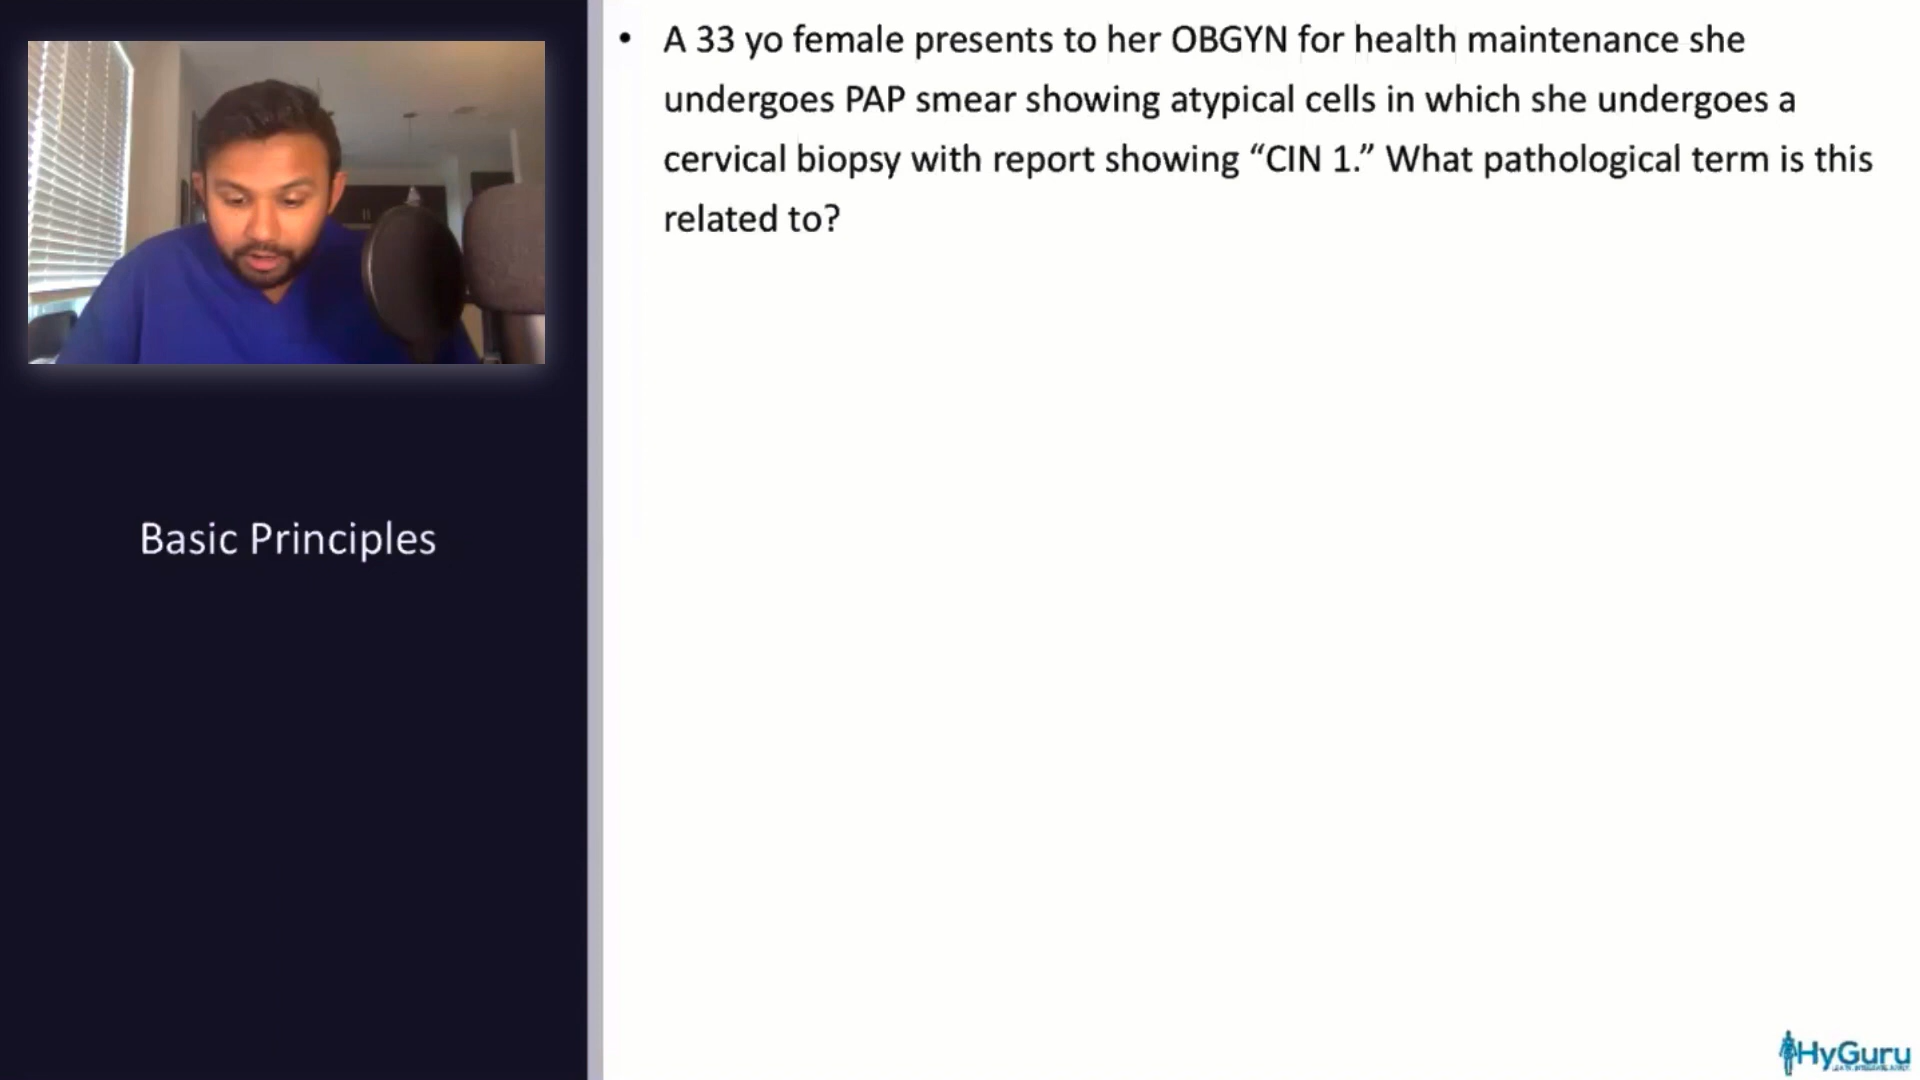 • A 33 yo female presents to her OBGYN for health maintenance she
undergoes PAP smear showing atypical cells in which she undergoes a
cervical biopsy with report showing “CIN 1.” What pathological term is this
related to?
Basic Principles
HyGuru